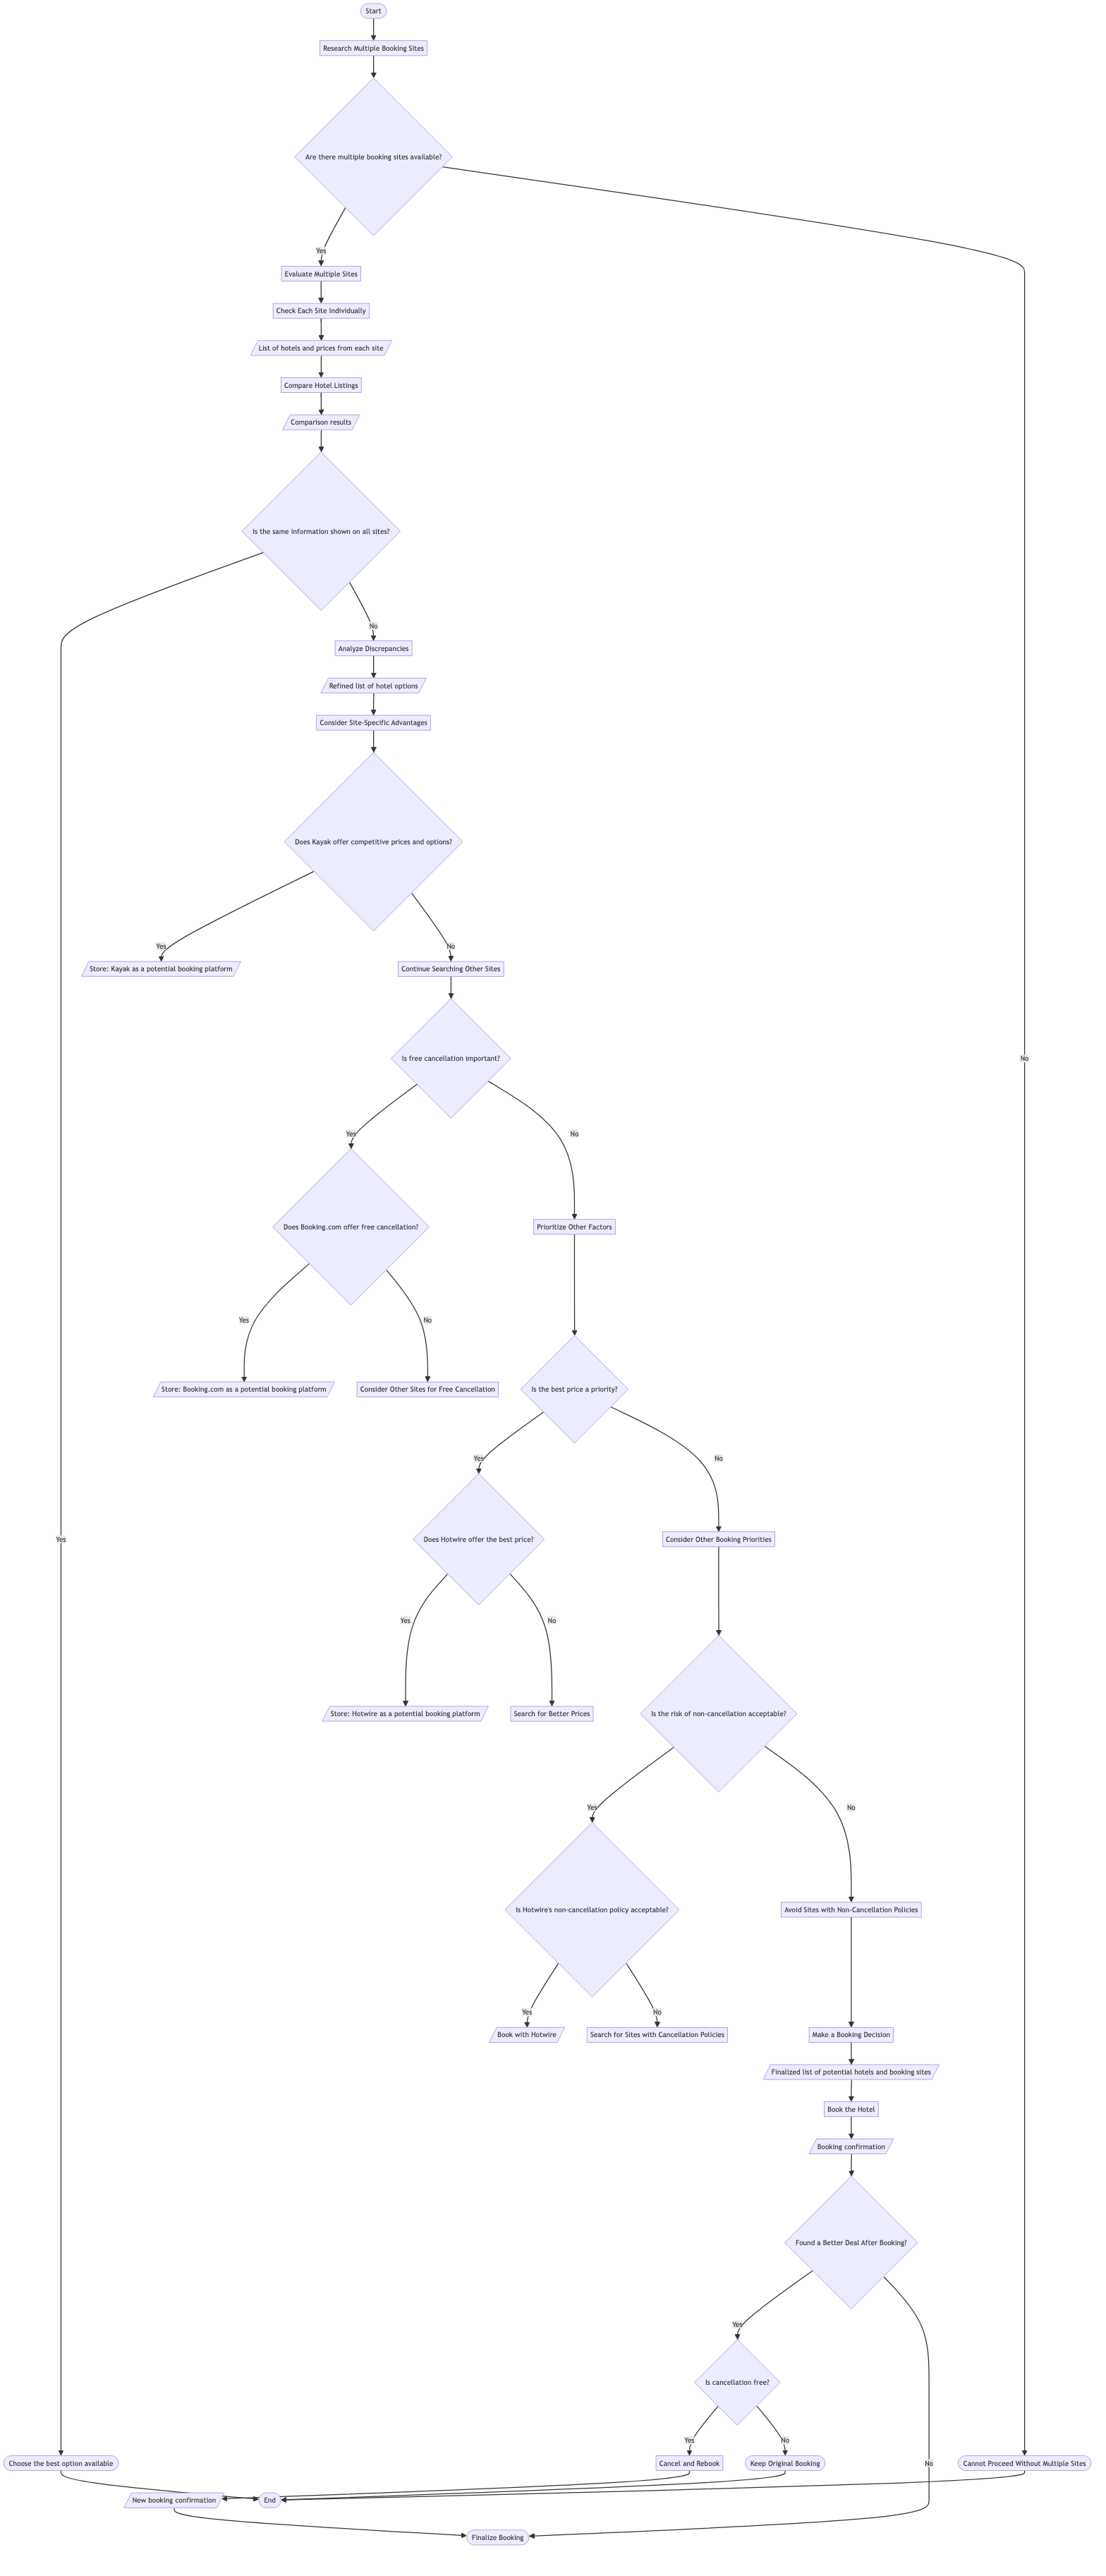 Start
Research Multiple Booking Sites
Are there multiple booking sites available?
Yes
Evaluate Multiple Sites
Check Each Site Individually
List of hotels and prices from each site
Compare Hotel Listings
Comparison results
Is the same information shown on all sites?
No
Analyze Discrepancies
Refined list of hotel options
Consider Site-Specific Advantages
Does Kayak offer competitive prices and options?
Yes
No
Store: Kayak as a potential booking platform
Continue Searching Other Sites
Is free cancellation important?
No
Yes
No
Does Booking.com offer free cancellation?
Prioritize Other Factors
Yes
No
Store: Booking.com as a potential booking platform
Consider Other Sites for Free Cancellation
Is the best price a priority?
Yes
No
Yes
Does Hotwire offer the best price?
Consider Other Booking Priorities
Yes
No
Store: Hotwire as a potential booking platform
Search for Better Prices
Is the risk of non-cancellation acceptable?
Yes
No
Is Hotwire's non-cancellation policy acceptable?
Avoid Sites with Non-Cancellation Policies
Yes
No
Book with Hotwire
Search for Sites with Cancellation Policies
Make a Booking Decision
Finalized list of potential hotels and booking sites
Book the Hotel
Booking confirmation
Found a Better Deal After Booking?
Yes
Is cancellation free?
Yes
No
Choose the best option available
Cancel and Rebook
Keep Original Booking
No
Cannot Proceed Without Multiple Sites
New booking confirmation
End
Finalize Booking